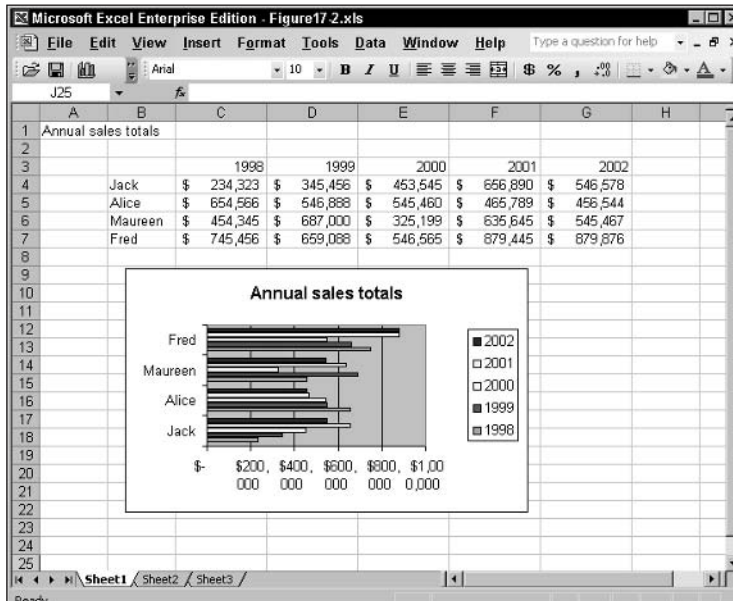 Microsoft Excel Enterprise Edition - Figure17-2.xls
File Edit View Insert Format Tools Data Window Help Type a question for help
Arial 10 B I U $ % ,
J25 fx
A B C D E F G H
1 Annual sales totals
2
3 1998 1999 2000 2001 2002
4 Jack $ 234,323 $ 345,456 $ 453,545 $ 656,890 $ 546,578
5 Alice $ 654,566 $ 546,888 $ 545,460 $ 465,789 $ 456,544
6 Maureen $ 454,345 $ 687,000 $ 325,199 $ 635,645 $ 545,467
7 Fred $ 745,456 $ 659,088 $ 546,565 $ 879,445 $ 879,876
8
9
10 Annual sales totals
11
12
Fred 2002
13
14 Maureen 2001
15
16 Alice 2000
17 1999
18 Jack 1998
19
20 $- $200, $400, $600, $800, $1,00
21 000 000 000 000 0,000
22
23
24
25
Sheet1 Sheet2 Sheet3
Ready